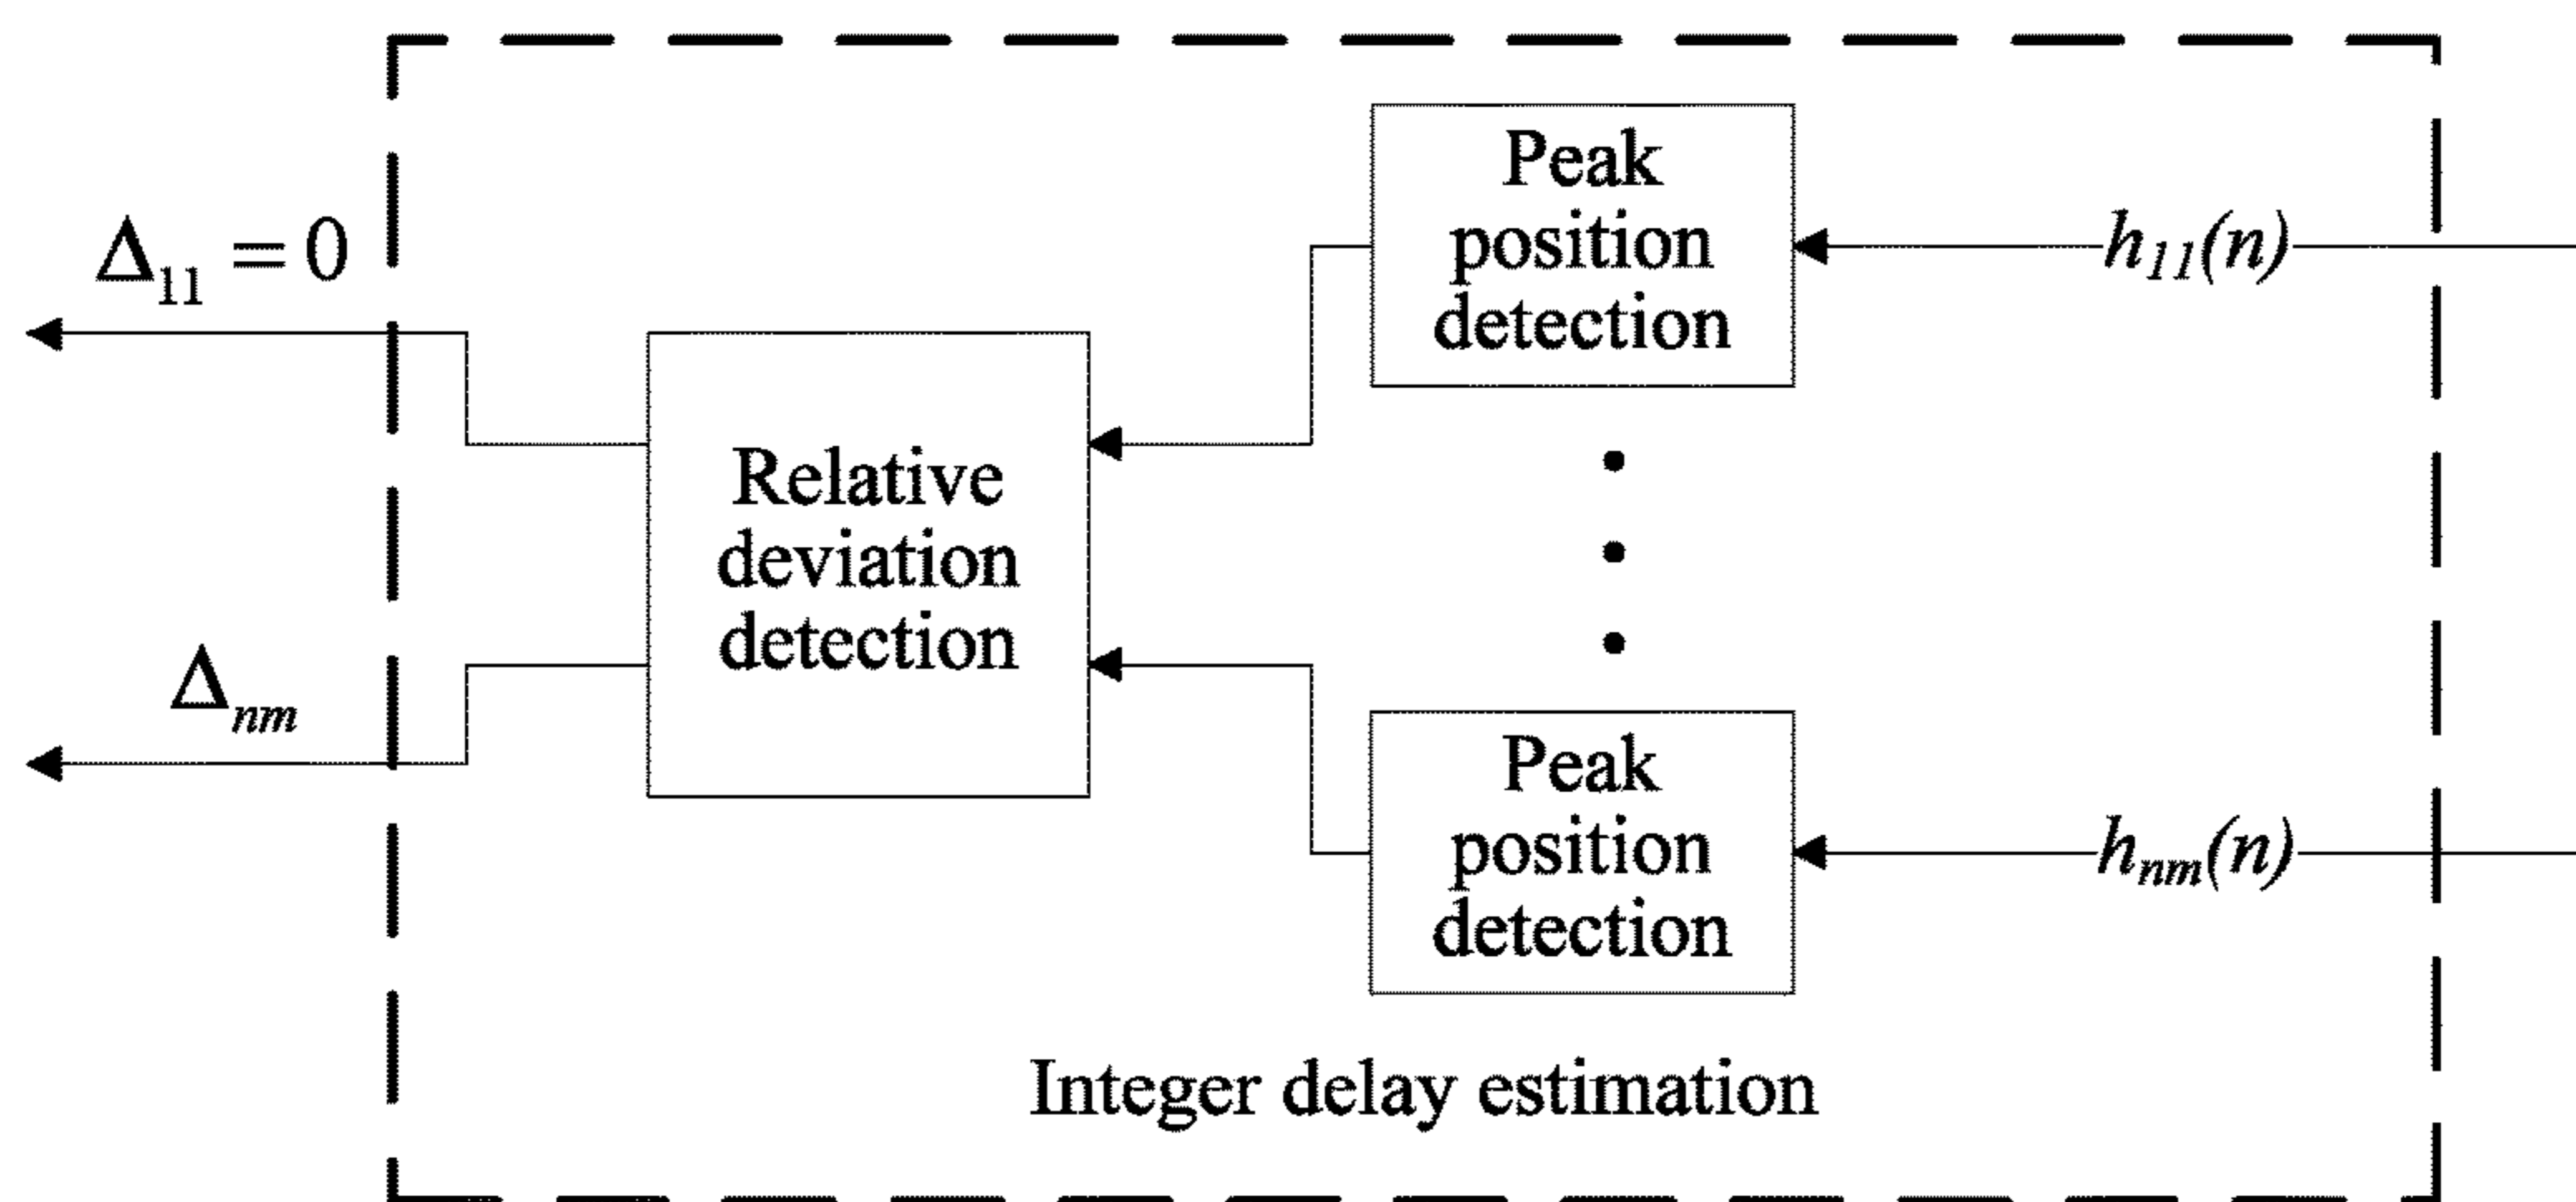 Peak
position
detection
Δ₁₁ = 0
h₁₁(n)
Relative
deviation
detection
Δₙₘ
Peak
position
detection
hₙₘ(n)
Integer delay estimation